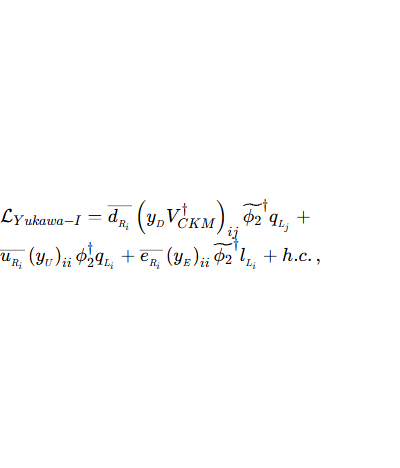 $\mathcal{L}_{Yukawa-I} = \overline{d_{R_i}} \left( y_D V_{CKM}^{\dagger} \right)_{ij} \widetilde{\phi_2}^{\dagger} q_{L_j} +$
$\overline{u_{R_i}} \left( y_U \right)_{ii} \phi_2^{\dagger} q_{L_i} + \overline{e_{R_i}} \left( y_E \right)_{ii} \widetilde{\phi_2}^{\dagger} l_{L_i} + h.c.\,,$